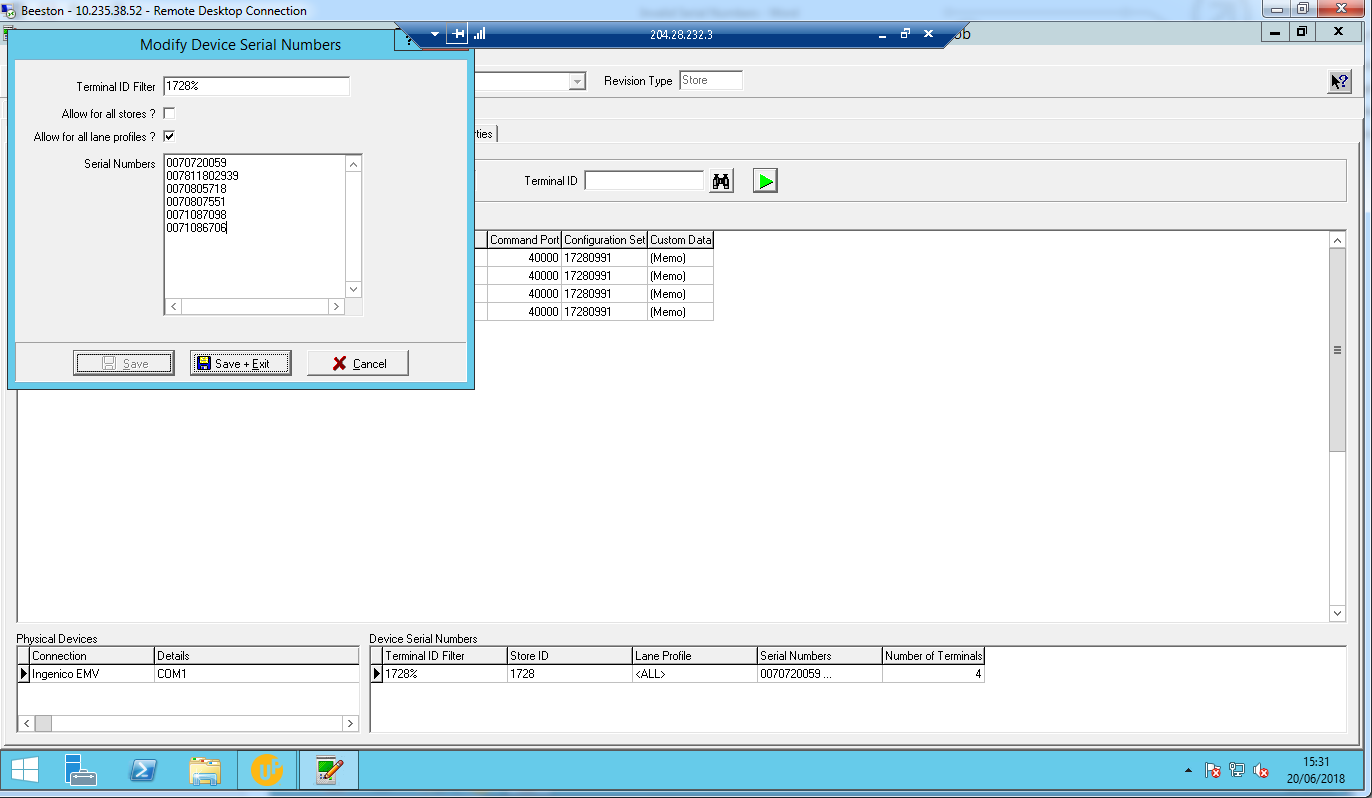 Beeston - 10.235.38.52 - Remote Desktop Connection
204.28.232.3
Modify Device Serial Numbers
?
Terminal ID Filter 1728%
Allow for all stores ?
Allow for all lane profiles ?
Serial Numbers
0070720059
007811802939
0070805718
0070807551
0071087098
0071086706
Save
Save + Exit
Cancel
Revision Type Store
Terminal ID
Command Port Configuration Set Custom Data
40000 17280991 (Memo)
40000 17280991 (Memo)
40000 17280991 (Memo)
40000 17280991 (Memo)
Physical Devices
Connection Details
Ingenico EMV COM1
Device Serial Numbers
Terminal ID Filter Store ID Lane Profile Serial Numbers Number of Terminals
1728% 1728 <ALL> 0070720059 ... 4
15:31
20/06/2018